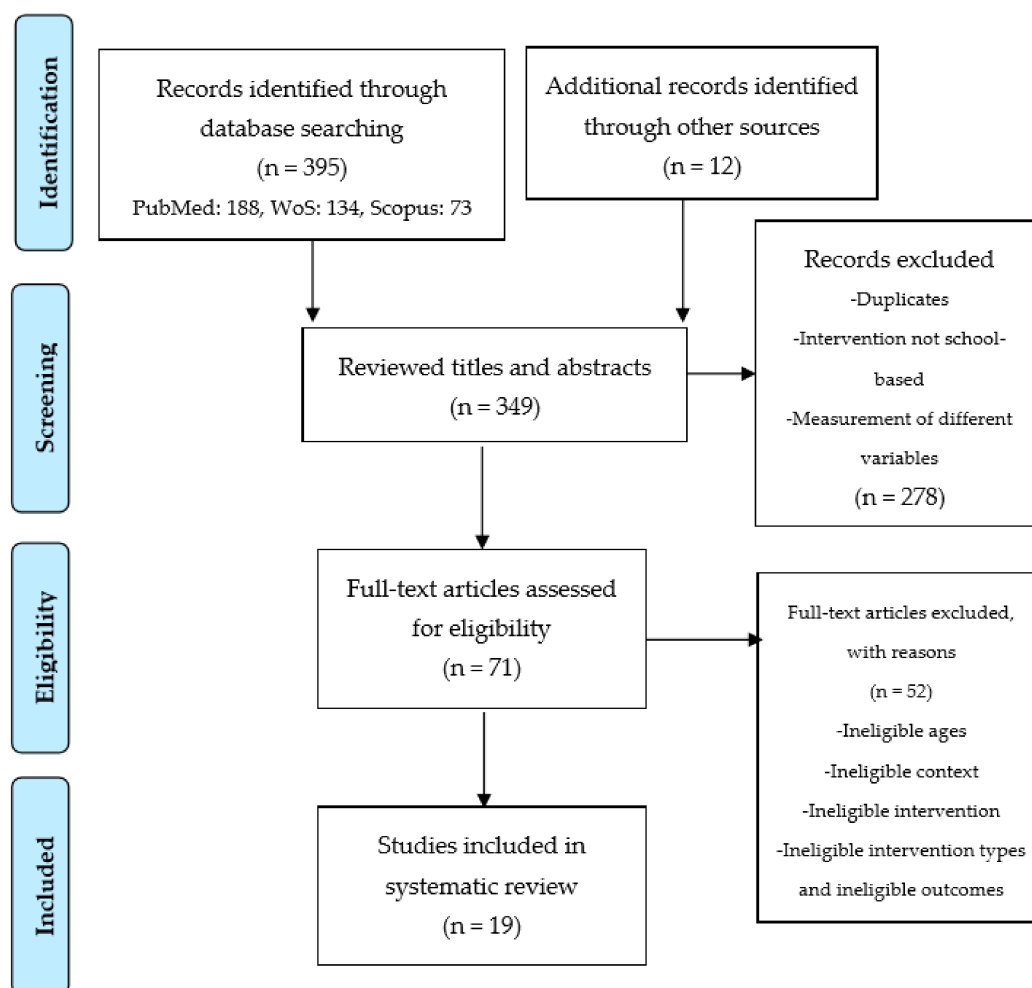 Identification
Records identified through
database searching
(n = 395)
PubMed: 188, WoS: 134, Scopus: 73
Additional records identified
through other sources
(n = 12)
Screening
Reviewed titles and abstracts
(n = 349)
Records excluded
-Duplicates
-Intervention not school-
based
-Measurement of different
variables
(n = 278)
Eligibility
Full-text articles assessed
for eligibility
(n = 71)
Full-text articles excluded,
with reasons
(n = 52)
-Ineligible ages
-Ineligible context
-Ineligible intervention
-Ineligible intervention types
and ineligible outcomes
Included
Studies included in
systematic review
(n = 19)